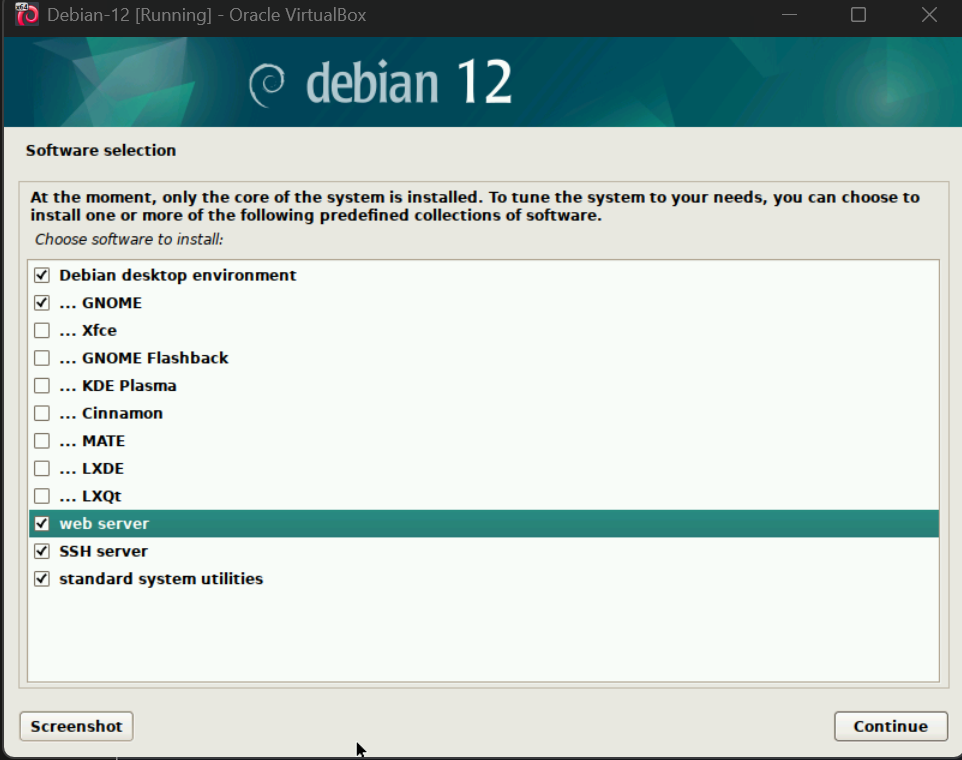 x64
Debian-12 [Running] - Oracle VirtualBox
debian 12
Software selection
At the moment, only the core of the system is installed. To tune the system to your needs, you can choose to
install one or more of the following predefined collections of software.
Choose software to install:
Debian desktop environment
... GNOME
... Xfce
... GNOME Flashback
... KDE Plasma
... Cinnamon
... MATE
... LXDE
... LXQt
web server
SSH server
standard system utilities
Screenshot
Continue